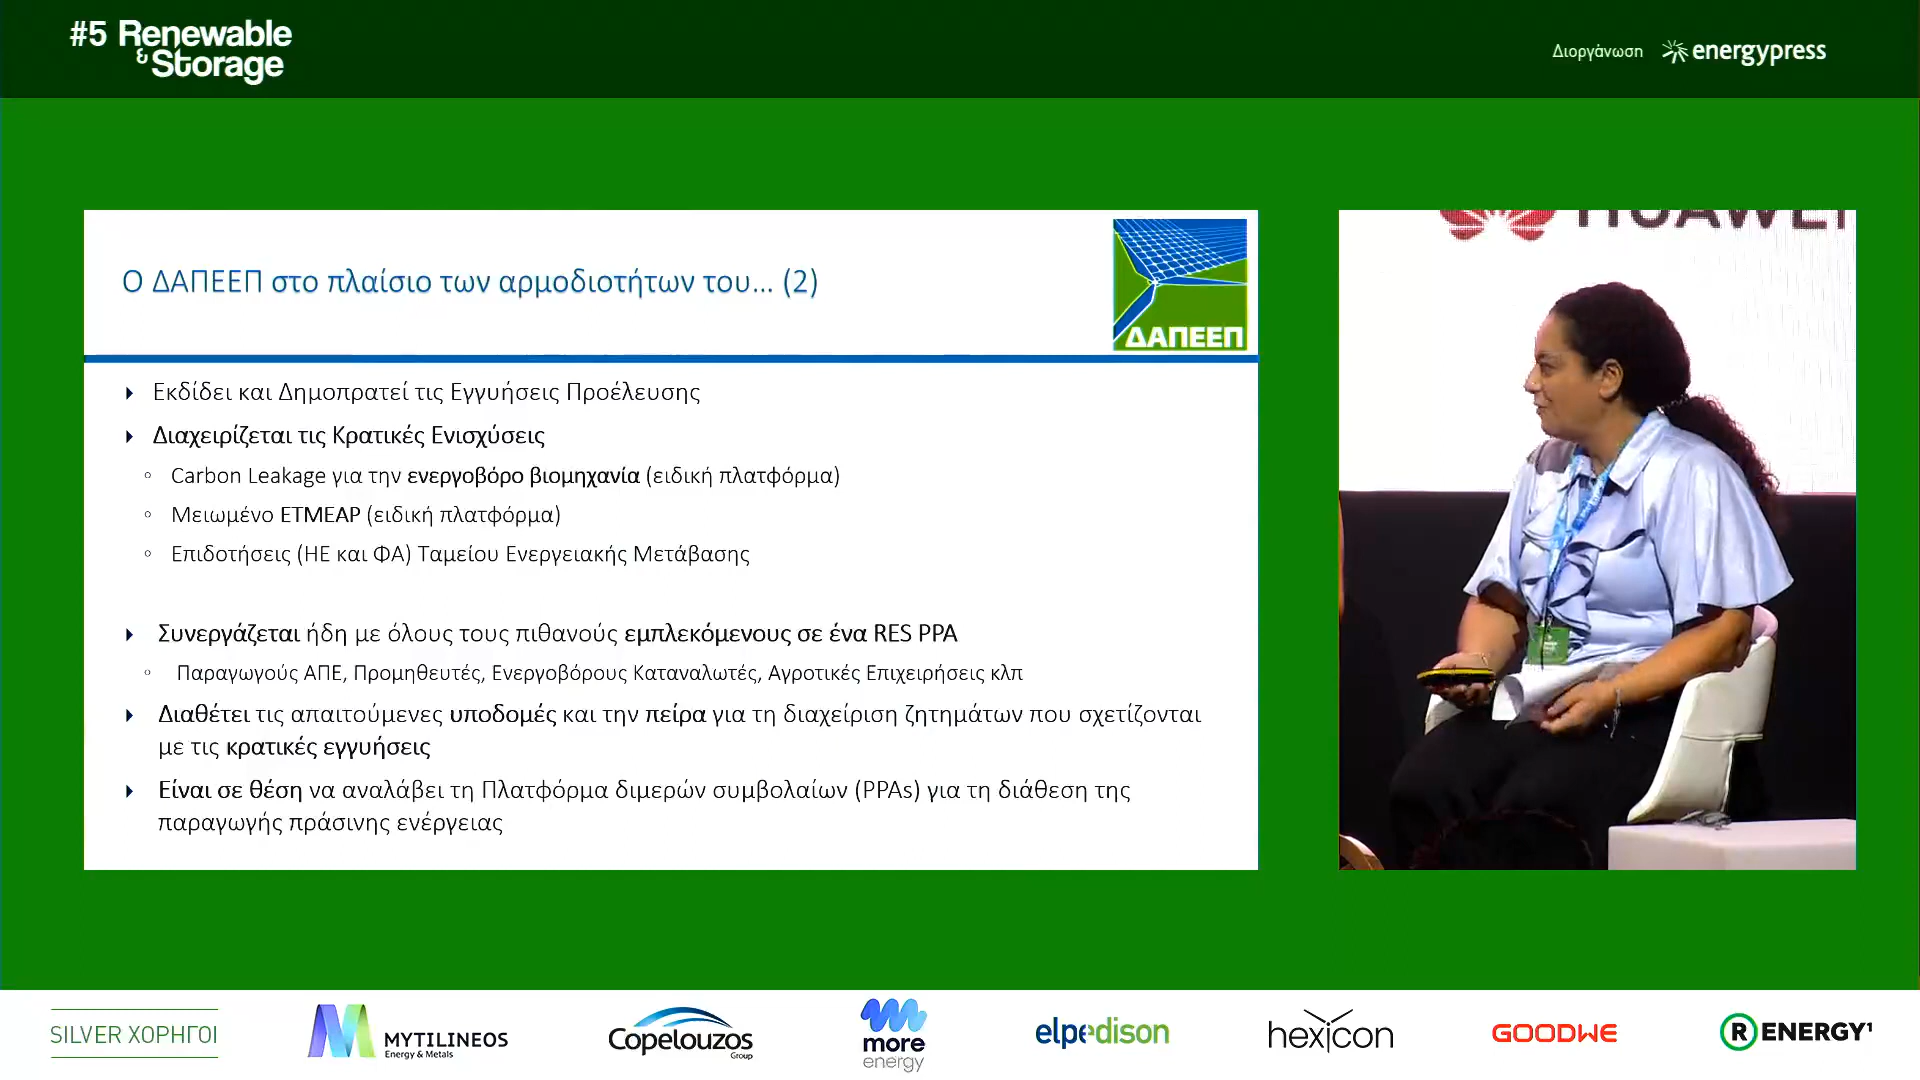 #5 Renewable
& Storage
Διοργάνωση energypress
HUAWEI
Ο ΔΑΠΕΕΠ στο πλαίσιο των αρμοδιοτήτων του... (2)
ΔΑΠΕΕΠ
Εκδίδει και Δημοπρατεί τις Εγγυήσεις Προέλευσης
Διαχειρίζεται τις Κρατικές Ενισχύσεις
Carbon Leakage για την ενεργοβόρο βιομηχανία (ειδική πλατφόρμα)
Μειωμένο ΕΤΜΕΑΡ (ειδική πλατφόρμα)
Επιδοτήσεις (ΗΕ και ΦΑ) Ταμείου Ενεργειακής Μετάβασης
Συνεργάζεται ήδη με όλους τους πιθανούς εμπλεκόμενους σε ένα RES PPA
Παραγωγούς ΑΠΕ, Προμηθευτές, Ενεργοβόρους Καταναλωτές, Αγροτικές Επιχειρήσεις κλπ
Διαθέτει τις απαιτούμενες υποδομές και την πείρα για τη διαχείριση ζητημάτων που σχετίζονται
με τις κρατικές εγγυήσεις
Είναι σε θέση να αναλάβει τη Πλατφόρμα διμερών συμβολαίων (PPAs) για τη διάθεση της
παραγωγής πράσινης ενέργειας
SILVER ΧΟΡΗΓΟΙ
MYTILINEOS
Energy & Metals
Copelouzos
Group
more
energy
elpedison
hexicon
GOODWE
R ENERGY¹